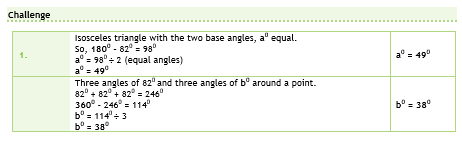 Challenge
1.
Isosceles triangle with the two base angles, a⁰ equal.
So, 180⁰ - 82⁰ = 98⁰
a⁰ = 98⁰ ÷ 2 (equal angles)
a⁰ = 49⁰
a⁰ = 49⁰
Three angles of 82⁰ and three angles of b⁰ around a point.
82⁰ + 82⁰ + 82⁰ = 246⁰
360⁰ - 246⁰ = 114⁰
b⁰ = 114⁰ ÷ 3
b⁰ = 38⁰
b⁰ = 38⁰